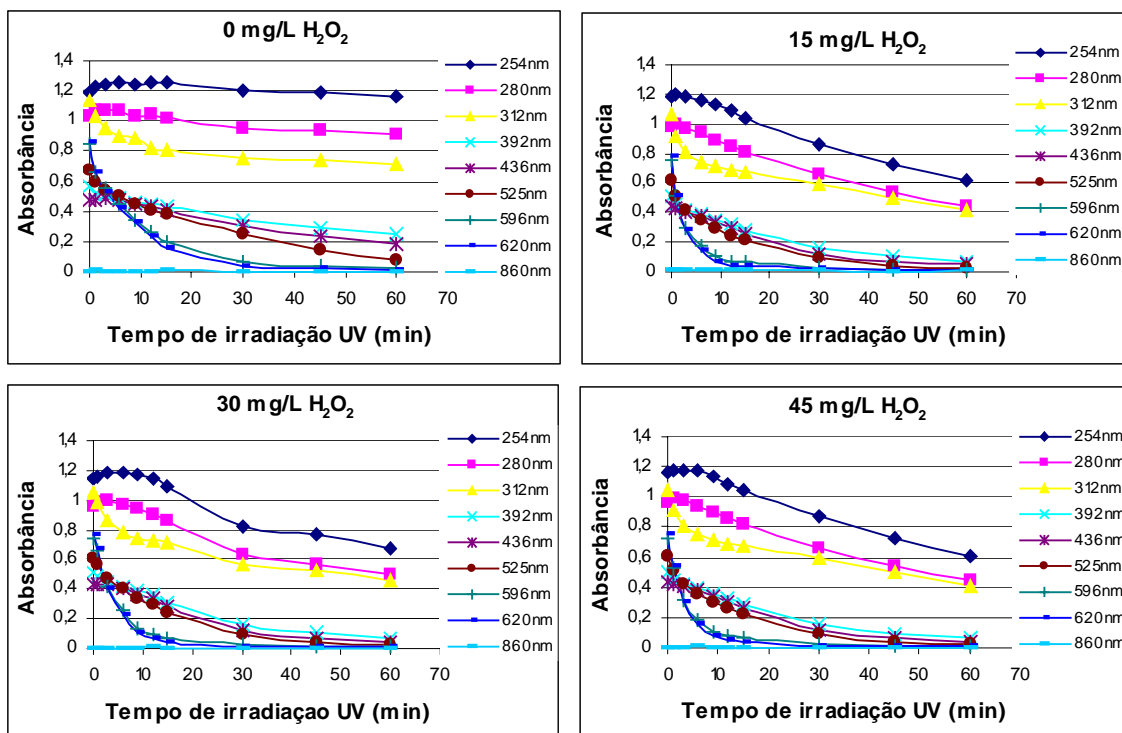 0 mg/L H₂O₂
1,4
1,2
1
0,8
0,6
0,4
0,2
0
Absorbância
0 10 20 30 40 50 60 70
Tempo de irradiação UV (min)
254nm
280nm
312nm
392nm
436nm
525nm
596nm
620nm
860nm
15 mg/L H₂O₂
1,4
1,2
1
0,8
0,6
0,4
0,2
0
Absorbância
0 10 20 30 40 50 60 70
Tempo de irradiação UV (min)
254nm
280nm
312nm
392nm
436nm
525nm
596nm
620nm
860nm
30 mg/L H₂O₂
1,4
1,2
1
0,8
0,6
0,4
0,2
0
Absorbância
0 10 20 30 40 50 60 70
Tempo de irradiaçao UV (min)
254nm
280nm
312nm
392nm
436nm
525nm
596nm
620nm
860nm
45 mg/L H₂O₂
1,4
1,2
1
0,8
0,6
0,4
0,2
0
Absorbância
0 10 20 30 40 50 60 70
Tempo de irradiação UV (min)
254nm
280nm
312nm
392nm
436nm
525nm
596nm
620nm
860nm